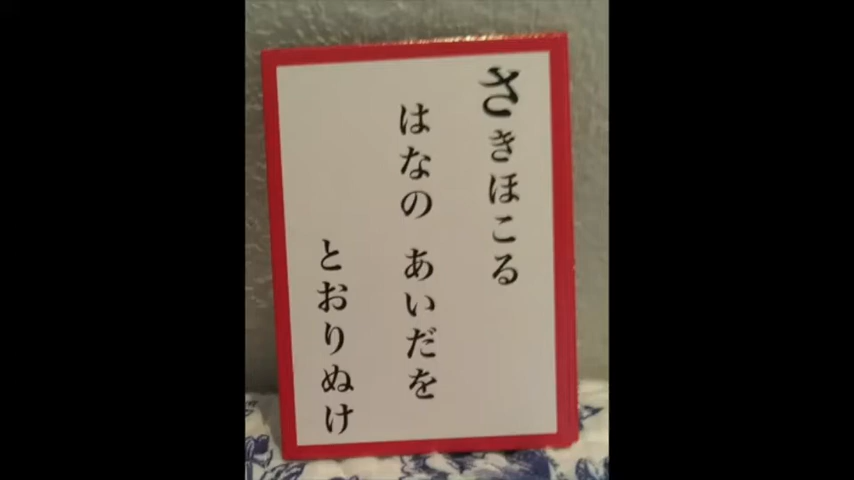 さきほこる
はなの あいだを
とおりぬけ